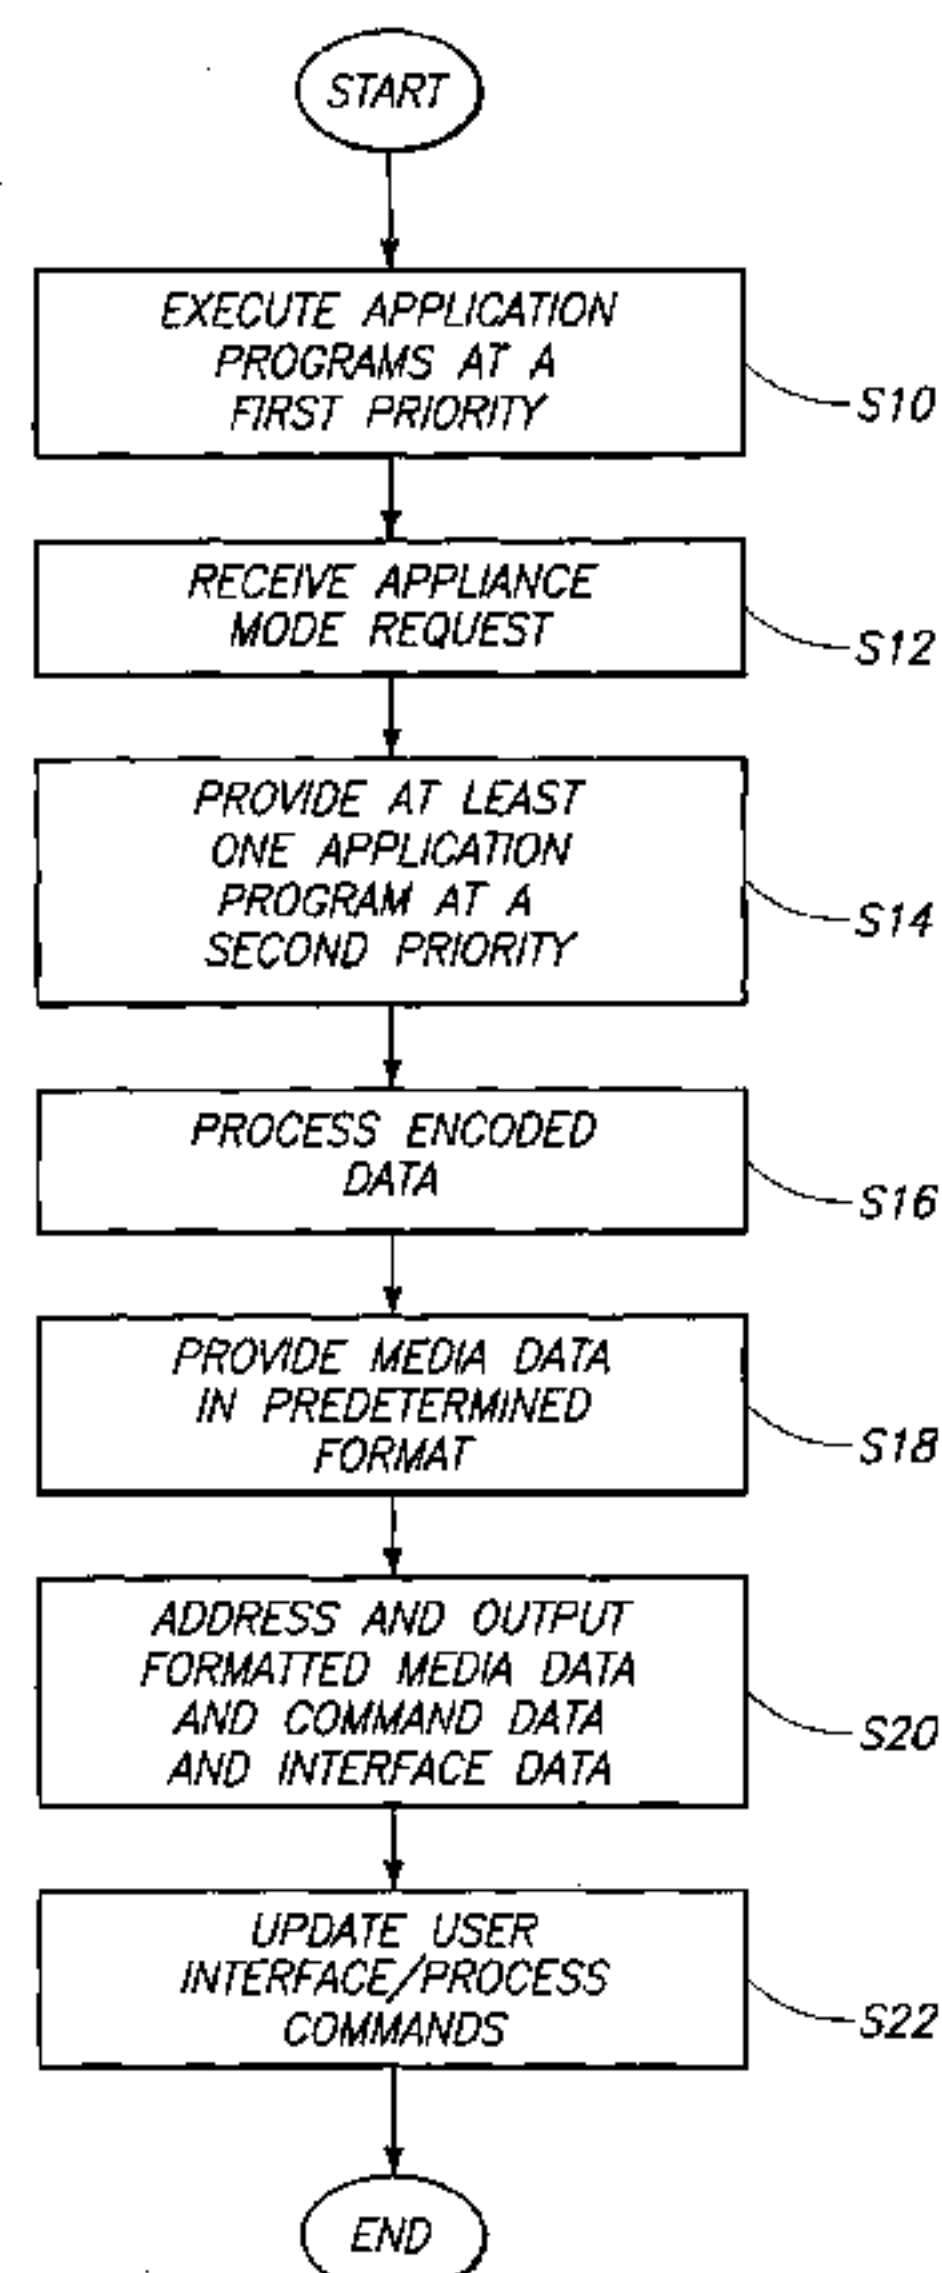 START
EXECUTE APPLICATION
PROGRAMS AT A
FIRST PRIORITY
S10
RECEIVE APPLIANCE
MODE REQUEST
S12
PROVIDE AT LEAST
ONE APPLICATION
PROGRAM AT A
SECOND PRIORITY
S14
PROCESS ENCODED
DATA
S16
PROVIDE MEDIA DATA
IN PREDETERMINED
FORMAT
S18
ADDRESS AND OUTPUT
FORMATTED MEDIA DATA
AND COMMAND DATA
AND INTERFACE DATA
S20
UPDATE USER
INTERFACE/PROCESS
COMMANDS
S22
END